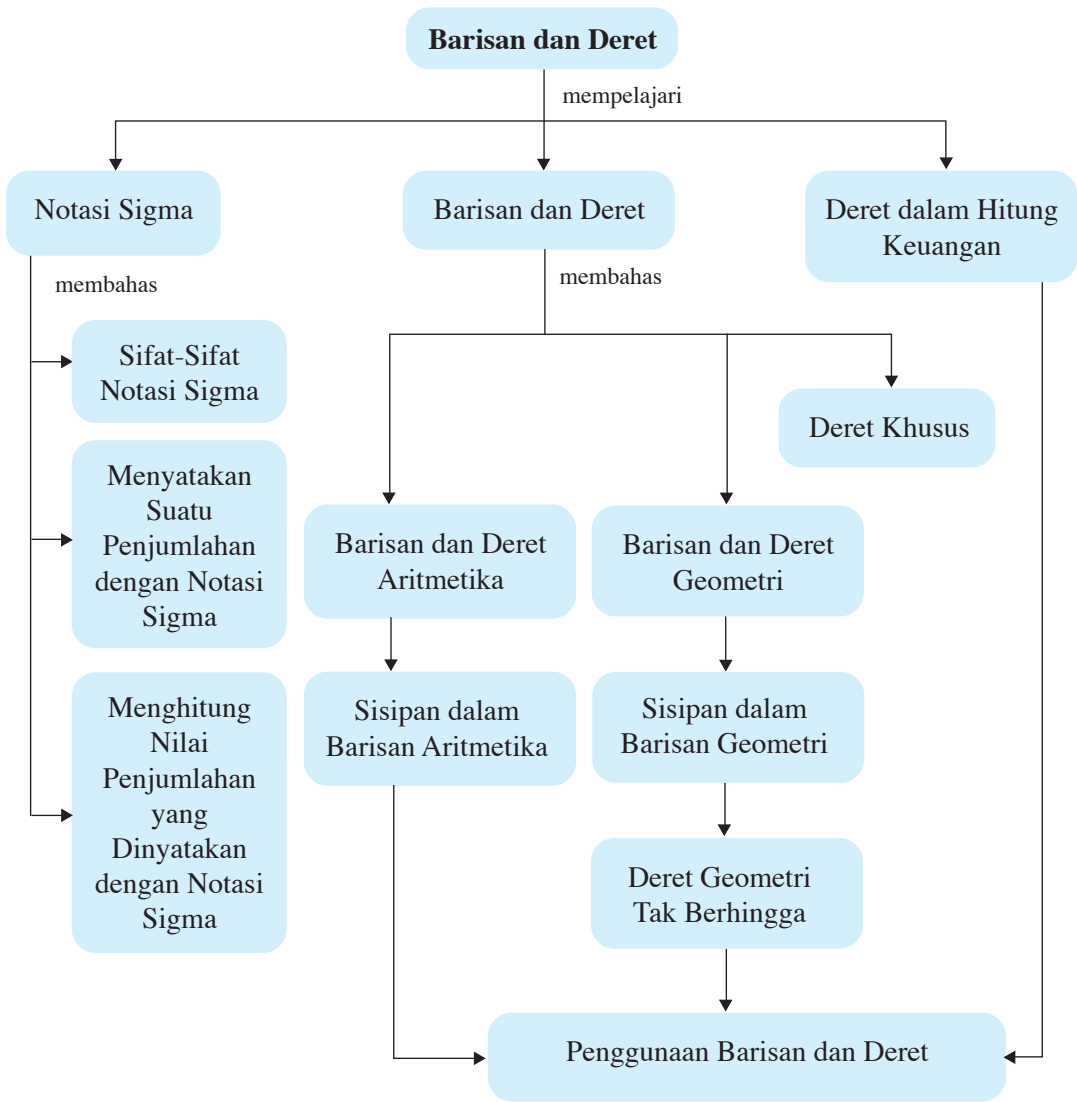 Barisan dan Deret
mempelajari
Notasi Sigma
Barisan dan Deret
Deret dalam Hitung
Keuangan
membahas
membahas
Sifat-Sifat
Notasi Sigma
Menyatakan
Suatu
Penjumlahan
dengan Notasi
Sigma
Menghitung
Nilai
Penjumlahan
yang
Dinyatakan
dengan Notasi
Sigma
Deret Khusus
Barisan dan Deret
Aritmetika
Sisipan dalam
Barisan Aritmetika
Barisan dan Deret
Geometri
Sisipan dalam
Barisan Geometri
Deret Geometri
Tak Berhingga
Penggunaan Barisan dan Deret